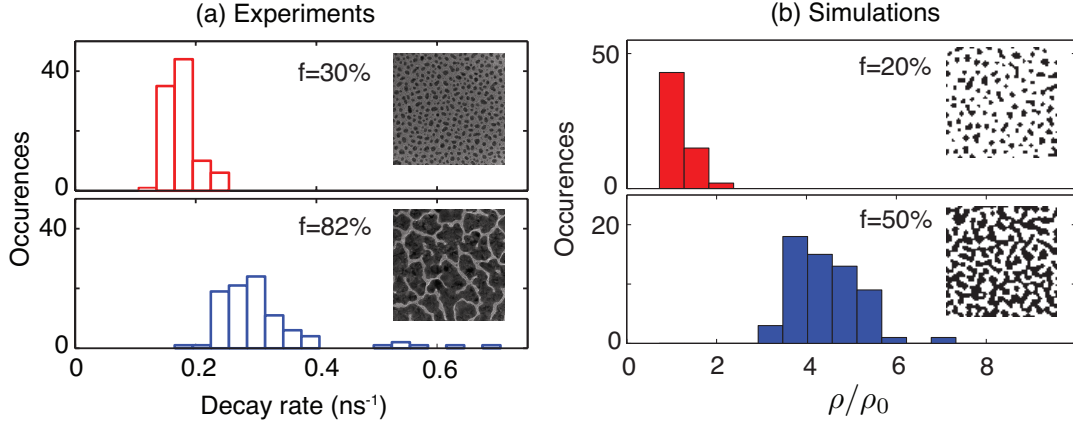 (a) Experiments
(b) Simulations
Occurences
40
0
f=30%
40
0
f=82%
0
0.2
0.4
0.6
Decay rate (ns⁻¹)
Occurences
50
0
f=20%
20
0
f=50%
0
2
4
6
8
ρ/ρ₀